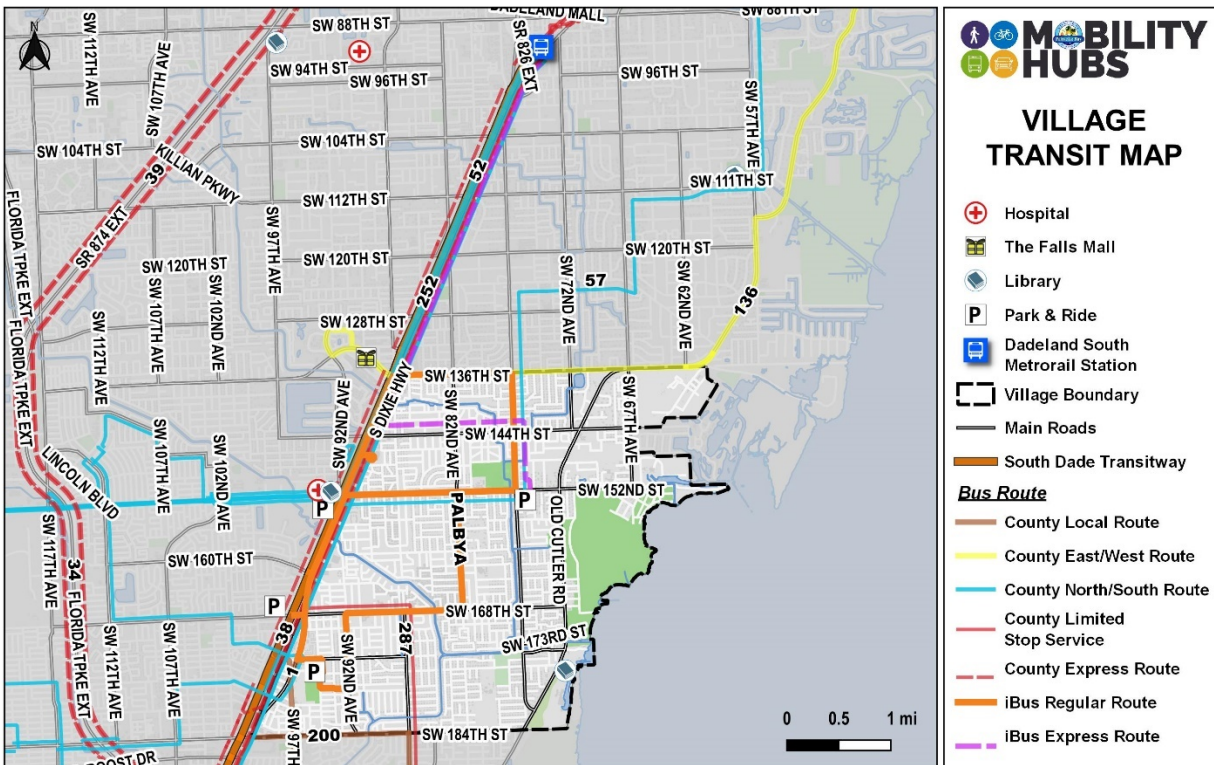 DADELAND MALL
SW 88TH ST
SW 88TH ST
SR 826 EXT
SW 112TH AVE
SW 107TH AVE
SW 94TH ST
SW 96TH ST
SW 96TH ST
SW 57TH AVE
SW 104TH ST
SW 104TH ST
KILLIAN PKWY
39
52
SW 111TH ST
SR 874 EXT
SW 112TH ST
FLORIDA TPKE EXT
SW 97TH AVE
SW 120TH ST
SW 120TH ST
SW 120TH ST
SW 107TH AVE
SW 102ND AVE
252
SW 72ND AVE
57
SW 62ND AVE
136
SW 128TH ST
SW 112TH AVE
FLORIDA TPKE EXT
SW 136TH ST
S DIXIE HWY
SW 92ND AVE
SW 82ND AVE
SW 67TH AVE
SW 144TH ST
LINCOLN BLVD
SW 107TH AVE
SW 102ND AVE
P
P
SW 152ND ST
PALBYA
OLD CUTLER RD
SW 117TH AVE
SW 160TH ST
34
FLORIDA TPKE EXT
P
SW 168TH ST
38
287
SW 173RD ST
1
P
SW 112TH AVE
SW 107TH AVE
SW 92ND AVE
SW 97TH
200
SW 184TH ST
0 0.5 1 mi
MOBILITY
HUBS
VILLAGE
TRANSIT MAP
Hospital
The Falls Mall
Library
P Park & Ride
Dadeland South
Metrorail Station
Village Boundary
Main Roads
South Dade Transitway
Bus Route
County Local Route
County East/West Route
County North/South Route
County Limited
Stop Service
County Express Route
iBus Regular Route
iBus Express Route